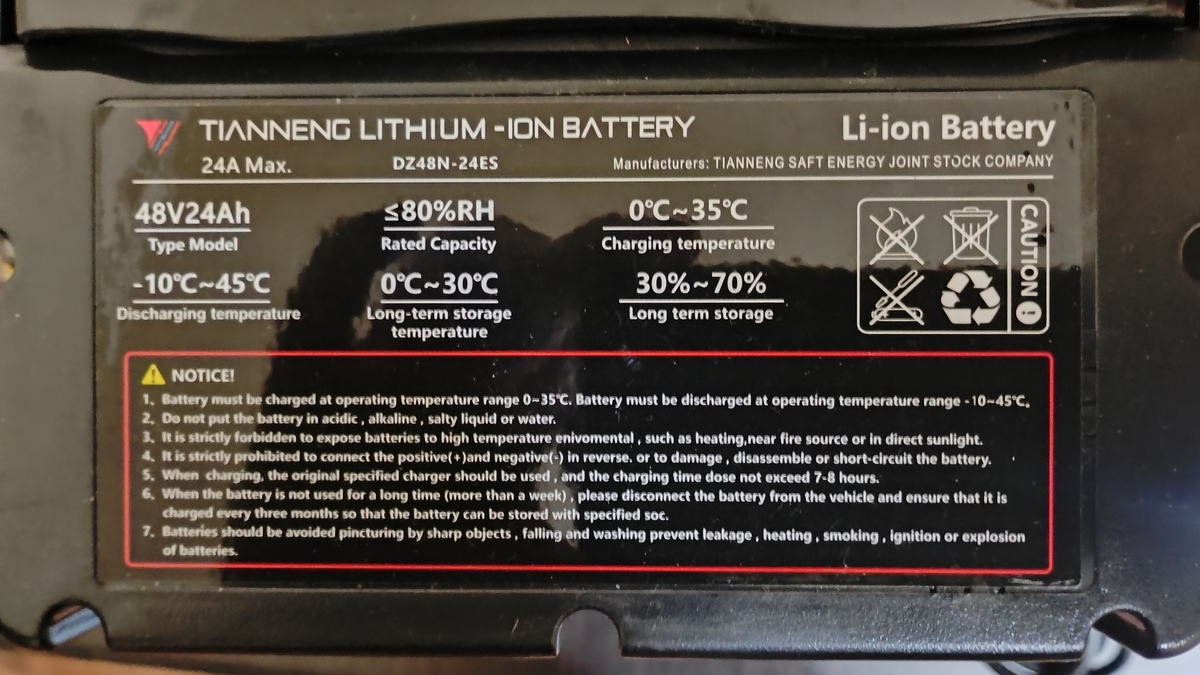 TIANNENG LITHIUM -ION BATTERY
Li-ion Battery
24A Max.
DZ48N-24ES
Manufacturers: TIANNENG SAFT ENERGY JOINT STOCK COMPANY
48V24Ah
Type Model
≤80%RH
Rated Capacity
0℃~35℃
Charging temperature
-10℃~45℃
Discharging temperature
0℃~30℃
Long-term storage
temperature
30%~70%
Long term storage
CAUTION
NOTICE!
1、Battery must be charged at operating temperature range 0~35℃. Battery must be discharged at operating temperature range -10~45℃。
2、Do not put the battery in acidic , alkaline , salty liquid or water.
3、It is strictly forbidden to expose batteries to high temperature enivomental , such as heating,near fire source or in direct sunlight.
4、It is strictly prohibited to connect the positive(+)and negative(-) in reverse. or to damage , disassemble or short-circuit the battery.
5、When charging, the original specified charger should be used , and the charging time dose not exceed 7-8 hours.
6、When the battery is not used for a long time (more than a week) , please disconnect the battery from the vehicle and ensure that it is
charged every three months so that the battery can be stored with specified soc.
7、Batteries should be avoided pincturing by sharp objects , falling and washing prevent leakage , heating , smoking , ignition or explosion
of batteries.